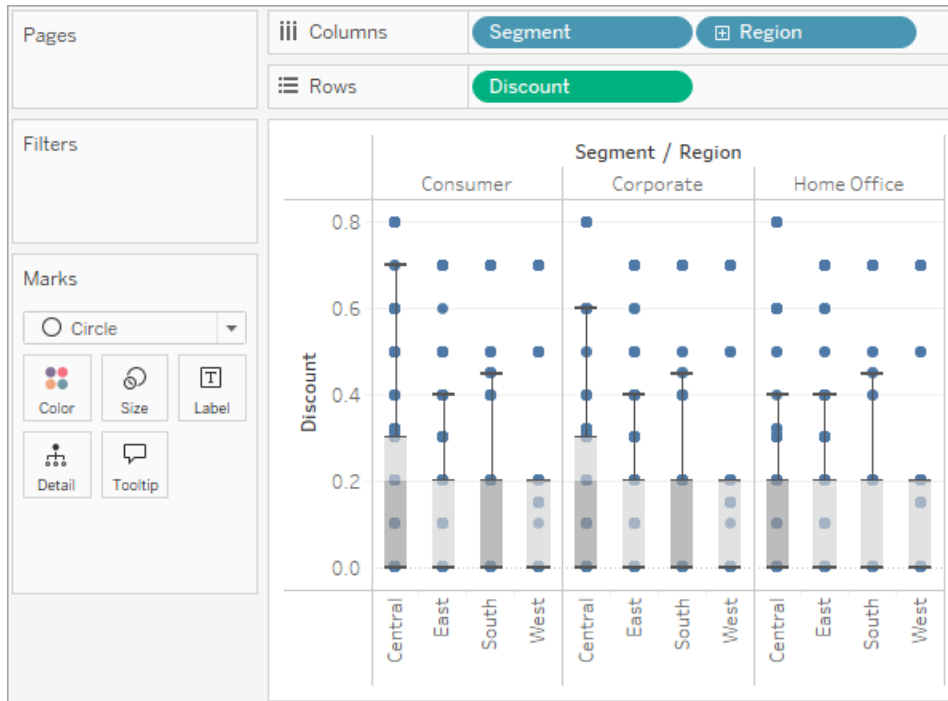 Pages
Columns
Segment
Region
Rows
Discount
Filters
Marks
Circle
Color
Size
Label
Detail
Tooltip
Segment / Region
Consumer
Corporate
Home Office
Discount
0.8
0.6
0.4
0.2
0.0
Central
East
South
West
Central
East
South
West
Central
East
South
West